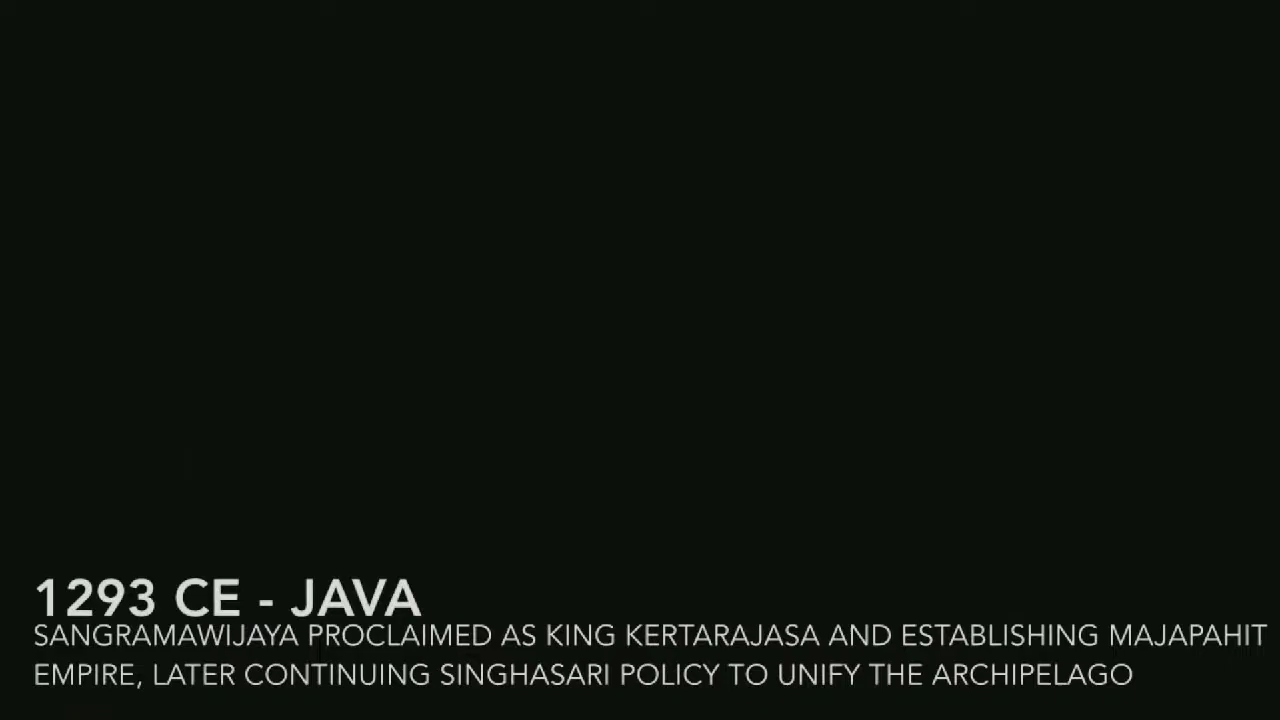 1293 CE - JAVA
SANGRAMAWIJAYA PROCLAIMED AS KING KERTARAJASA AND ESTABLISHING MAJAPAHIT
EMPIRE, LATER CONTINUING SINGHASARI POLICY TO UNIFY THE ARCHIPELAGO